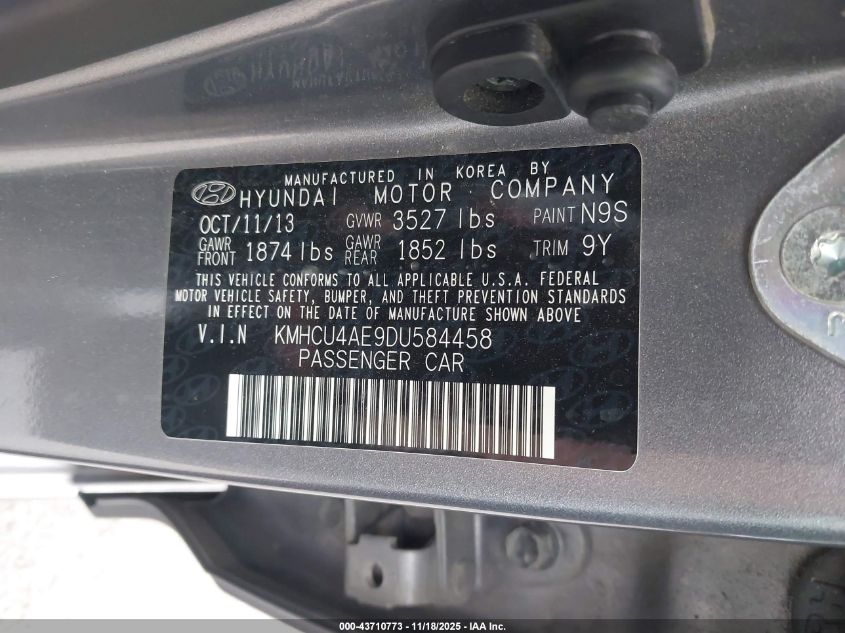 MANUFACTURED IN KOREA BY
HYUNDAI MOTOR COMPANY
OCT/11/13 GVWR 3527 lbs PAINT N9S
GAWR FRONT 1874 lbs GAWR REAR 1852 lbs TRIM 9Y
THIS VEHICLE CONFORMS TO ALL APPLICABLE U.S.A. FEDERAL
MOTOR VEHICLE SAFETY, BUMPER, AND THEFT PREVENTION STANDARDS
IN EFFECT ON THE DATE OF MANUFACTURE SHOWN ABOVE
V.I.N KMHCU4AE9DU584458
PASSENGER CAR
000-43710773 - 11/18/2025 - IAA Inc.